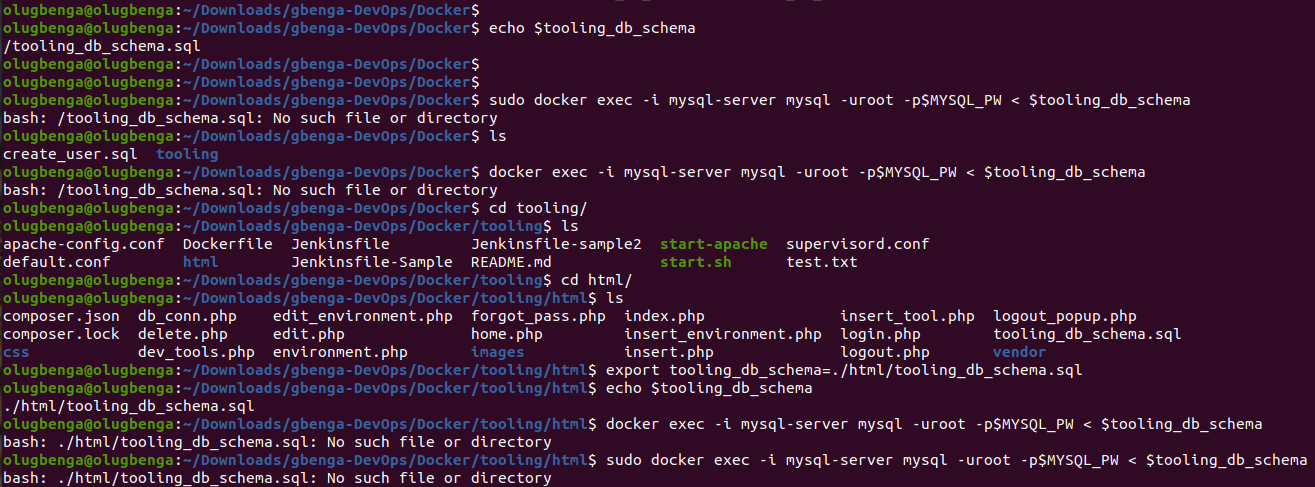 olugbenga@olugbenga:~/Downloads/gbenga-DevOps/Docker$
olugbenga@olugbenga:~/Downloads/gbenga-DevOps/Docker$ echo $tooling_db_schema
/tooling_db_schema.sql
olugbenga@olugbenga:~/Downloads/gbenga-DevOps/Docker$
olugbenga@olugbenga:~/Downloads/gbenga-DevOps/Docker$
olugbenga@olugbenga:~/Downloads/gbenga-DevOps/Docker$ sudo docker exec -i mysql-server mysql -uroot -p$MYSQL_PW < $tooling_db_schema
bash: /tooling_db_schema.sql: No such file or directory
olugbenga@olugbenga:~/Downloads/gbenga-DevOps/Docker$ ls
create_user.sql  tooling
olugbenga@olugbenga:~/Downloads/gbenga-DevOps/Docker$ docker exec -i mysql-server mysql -uroot -p$MYSQL_PW < $tooling_db_schema
bash: /tooling_db_schema.sql: No such file or directory
olugbenga@olugbenga:~/Downloads/gbenga-DevOps/Docker$ cd tooling/
olugbenga@olugbenga:~/Downloads/gbenga-DevOps/Docker/tooling$ ls
apache-config.conf  Dockerfile  Jenkinsfile         Jenkinsfile-sample2  start-apache  supervisord.conf
default.conf        html        Jenkinsfile-Sample  README.md            start.sh      test.txt
olugbenga@olugbenga:~/Downloads/gbenga-DevOps/Docker/tooling$ cd html/
olugbenga@olugbenga:~/Downloads/gbenga-DevOps/Docker/tooling/html$ ls
composer.json  db_conn.php    edit_environment.php  forgot_pass.php  index.php               insert_tool.php  logout_popup.php
composer.lock  delete.php     edit.php              home.php         insert_environment.php  login.php        tooling_db_schema.sql
css            dev_tools.php  environment.php       images           insert.php              logout.php       vendor
olugbenga@olugbenga:~/Downloads/gbenga-DevOps/Docker/tooling/html$ export tooling_db_schema=./html/tooling_db_schema.sql
olugbenga@olugbenga:~/Downloads/gbenga-DevOps/Docker/tooling/html$ echo $tooling_db_schema
./html/tooling_db_schema.sql
olugbenga@olugbenga:~/Downloads/gbenga-DevOps/Docker/tooling/html$ docker exec -i mysql-server mysql -uroot -p$MYSQL_PW < $tooling_db_schema
bash: ./html/tooling_db_schema.sql: No such file or directory
olugbenga@olugbenga:~/Downloads/gbenga-DevOps/Docker/tooling/html$ sudo docker exec -i mysql-server mysql -uroot -p$MYSQL_PW < $tooling_db_schema
bash: ./html/tooling_db_schema.sql: No such file or directory